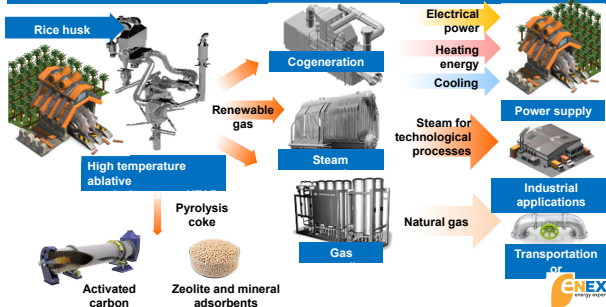 Rice husk
High temperature
ablative
Renewable
gas
Pyrolysis
coke
Activated
carbon
Zeolite and mineral
adsorbents
Cogeneration
Steam
Gas
Electrical
power
Heating
energy
Cooling
Steam for
technological
processes
Natural gas
Power supply
Industrial
applications
Transportation
or
ENEX